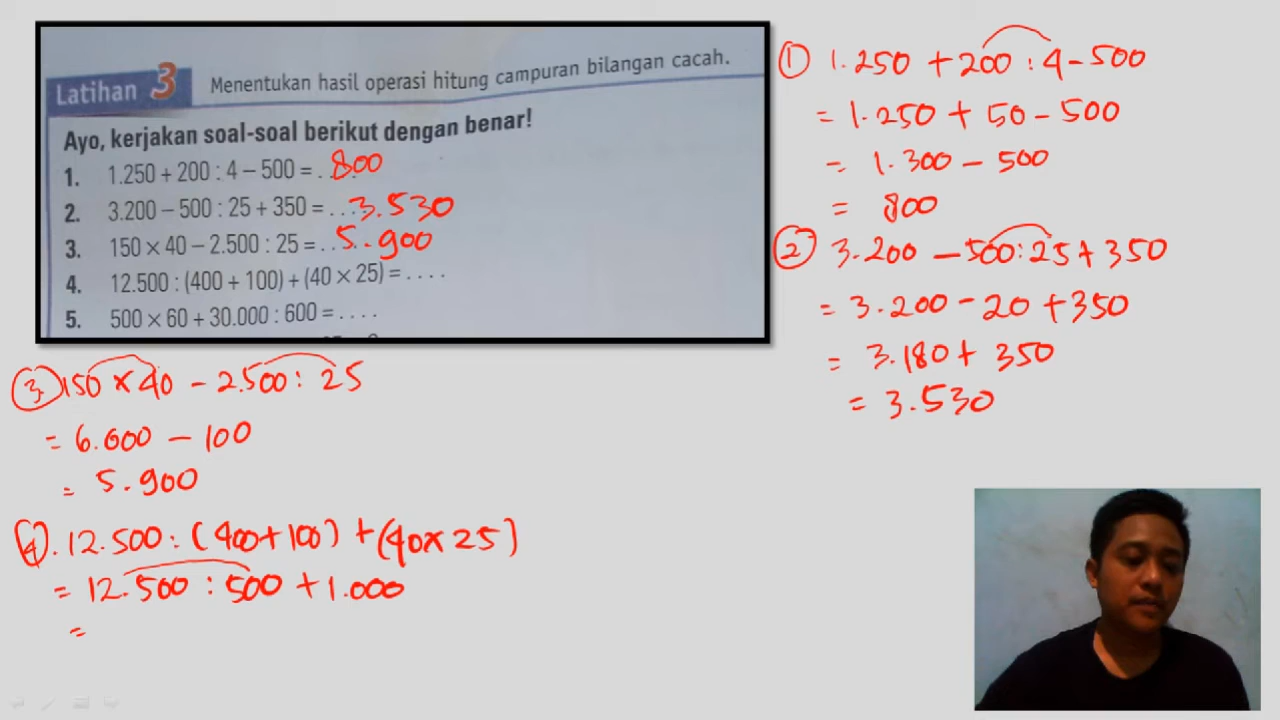 Latihan 3 Menentukan hasil operasi hitung campuran bilangan cacah.
Ayo, kerjakan soal-soal berikut dengan benar!
1. 1.250 + 200 : 4 – 500 = . . 800
2. 3.200 – 500 : 25 + 350 = . . . 3.530
3. 150 × 40 – 2.500 : 25 = . . 5.900
4. 12.500 : (400 + 100) + (40 × 25) = . . . .
5. 500 × 60 + 30.000 : 600 = . . . .
1 1.250 + 200 : 4 - 500
= 1.250 + 50 - 500
= 1.300 - 500
= 800
2 3.200 - 500 : 25 + 350
= 3.200 - 20 + 350
= 3.180 + 350
= 3.530
3. 150 × 40 - 2.500 : 25
= 6.000 - 100
= 5.900
4. 12.500 : (400 + 100) + (40 × 25)
= 12.500 : 500 + 1.000
=